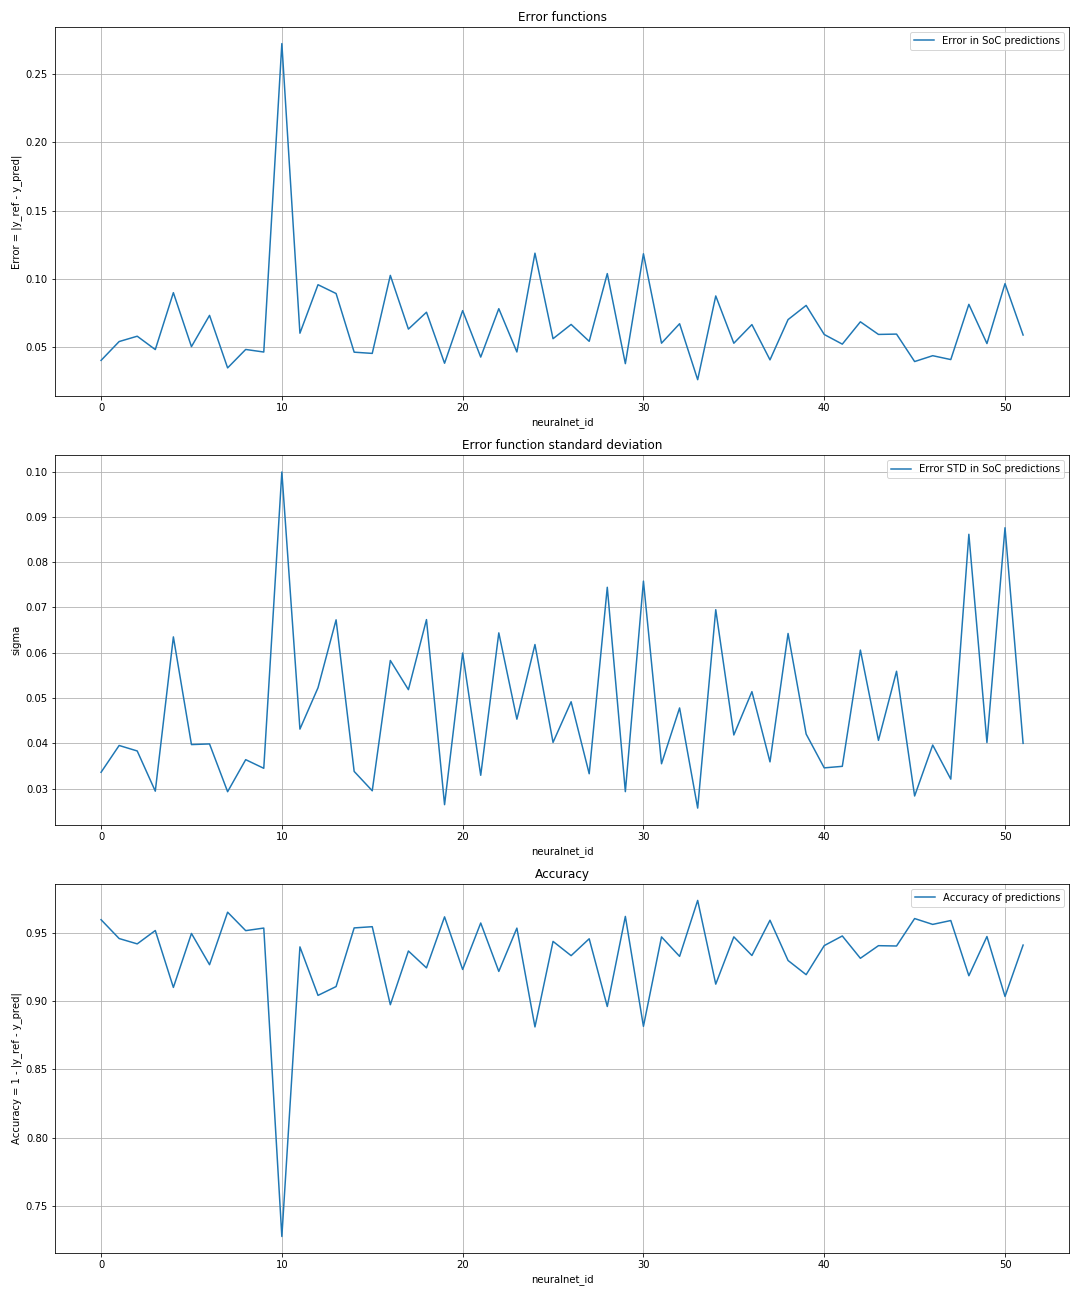 Error functions
Error in SoC predictions
0.25
0.20
0.15
0.10
0.05
Error = |y_ref - y_pred|
0 10 20 30 40 50
neuralnet_id
Error function standard deviation
Error STD in SoC predictions
0.10
0.09
0.08
0.07
0.06
0.05
0.04
0.03
sigma
0 10 20 30 40 50
neuralnet_id
Accuracy
Accuracy of predictions
0.95
0.90
0.85
0.80
0.75
Accuracy = 1 - |y_ref - y_pred|
0 10 20 30 40 50
neuralnet_id